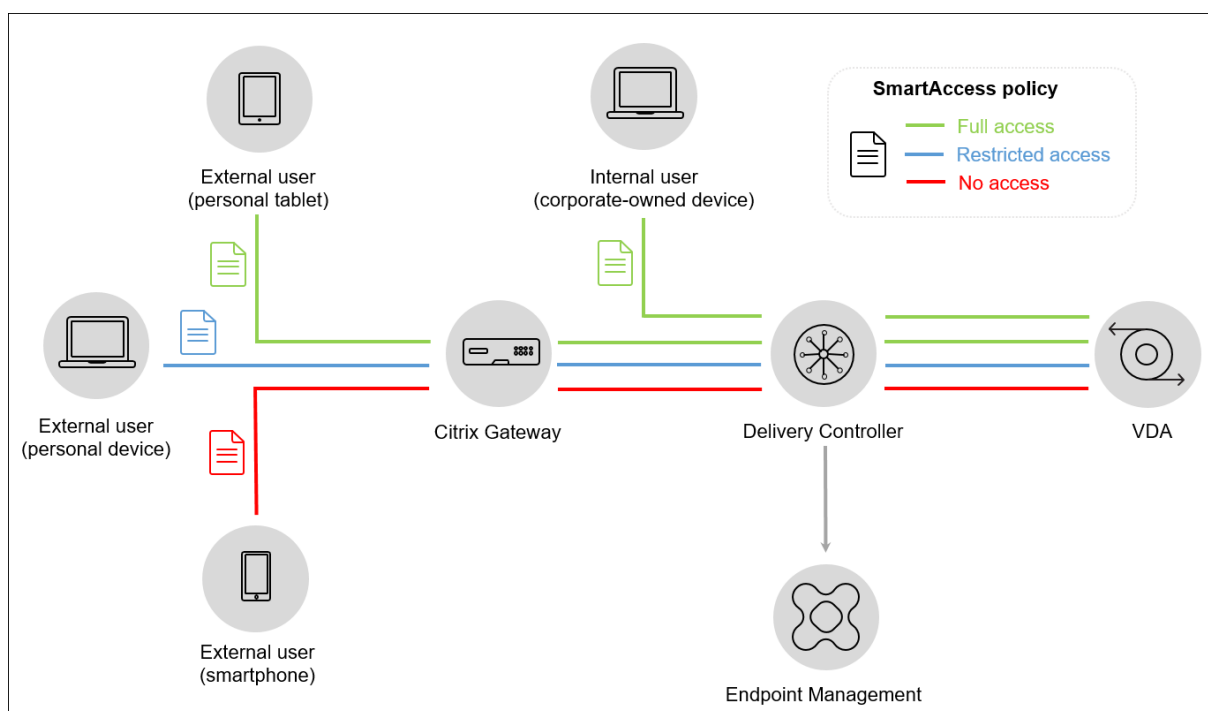 SmartAccess policy
Full access
Restricted access
No access
External user
(personal tablet)
Internal user
(corporate-owned device)
External user
(personal device)
Citrix Gateway
Delivery Controller
VDA
External user
(smartphone)
Endpoint Management